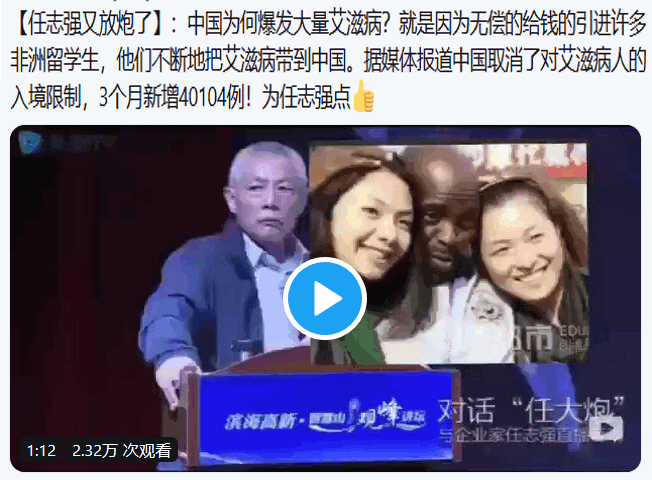 【任志强又放炮了】：中国为何爆发大量艾滋病？就是因为无偿的给钱的引进许多
非洲留学生，他们不断地把艾滋病带到中国。据媒体报道中国取消了对艾滋病人的
入境限制，3个月新增40104例！为任志强点👍
EDU
滨海高新·智慧山 观峰讲坛
对话“任大炮”
与企业家任志强直
1:12 2.32万 次观看